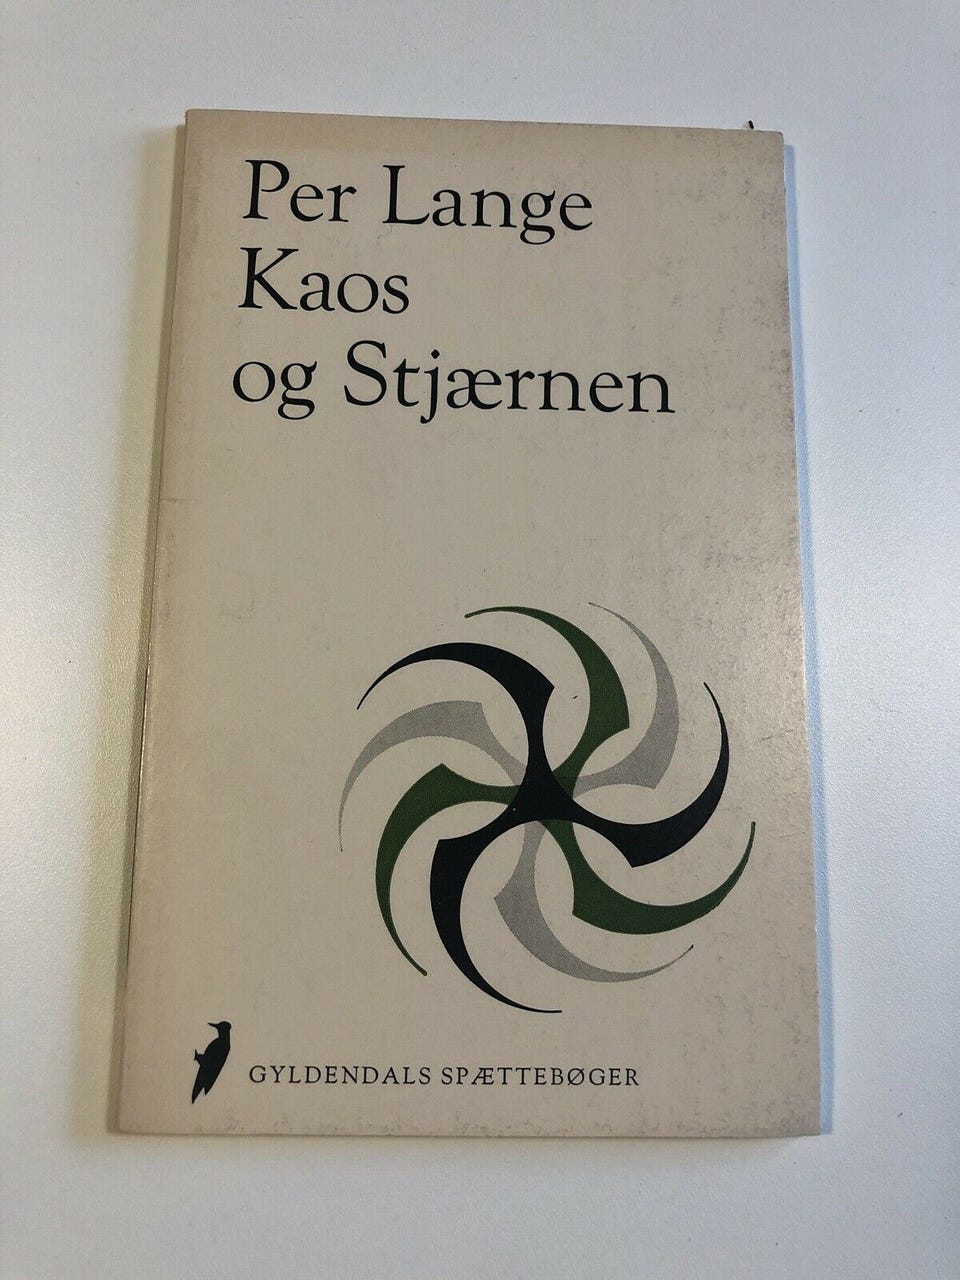 Per Lange
Kaos
og Stjærnen
GYLDENDALS SPÆTTEBØGER